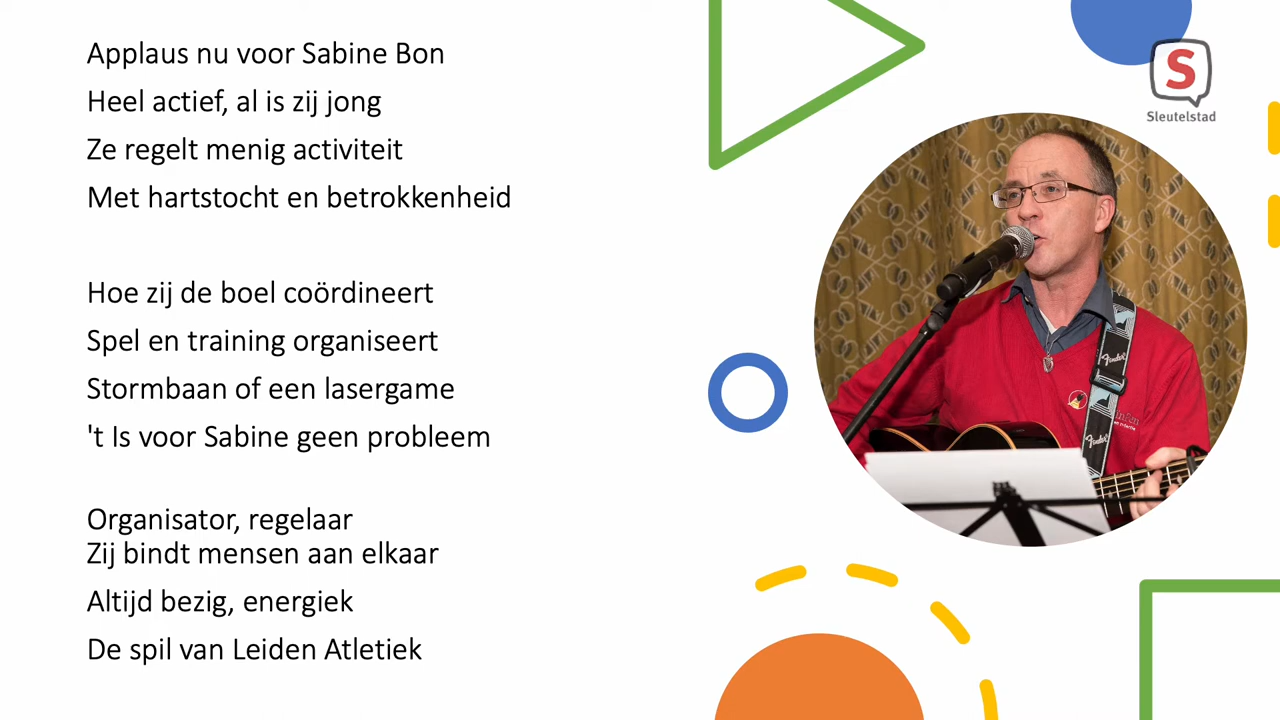 Applaus nu voor Sabine Bon
Heel actief, al is zij jong
Ze regelt menig activiteit
Met hartstocht en betrokkenheid
Hoe zij de boel coördineert
Spel en training organiseert
Stormbaan of een lasergame
't Is voor Sabine geen probleem
Organisator, regelaar
Zij bindt mensen aan elkaar
Altijd bezig, energiek
De spil van Leiden Atletiek
S
Sleutelstad
Fender
Fender